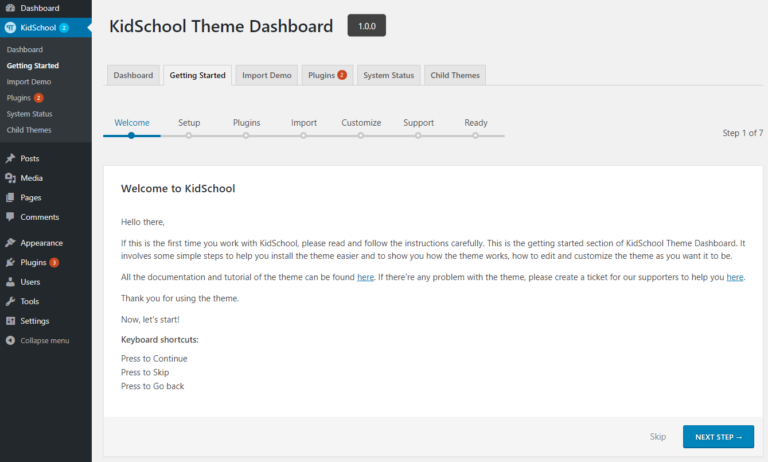 Dashboard
KidSchool 2
Dashboard
Getting Started
Import Demo
Plugins 2
System Status
Child Themes
Posts
Media
Pages
Comments
Appearance
Plugins 3
Users
Tools
Settings
Collapse menu
KidSchool Theme Dashboard 1.0.0
Dashboard Getting Started Import Demo Plugins 2 System Status Child Themes
Welcome Setup Plugins Import Customize Support Ready
Step 1 of 7
Welcome to KidSchool
Hello there,
If this is the first time you work with KidSchool, please read and follow the instructions carefully. This is the getting started section of KidSchool Theme Dashboard. It
involves some simple steps to help you install the theme easier and to show you how the theme works, how to edit and customize the theme as you want it to be.
All the documentation and tutorial of the theme can be found here. If there're any problem with the theme, please create a ticket for our supporters to help you here.
Thank you for using the theme.
Now, let's start!
Keyboard shortcuts:
Press to Continue
Press to Skip
Press to Go back
Skip NEXT STEP →